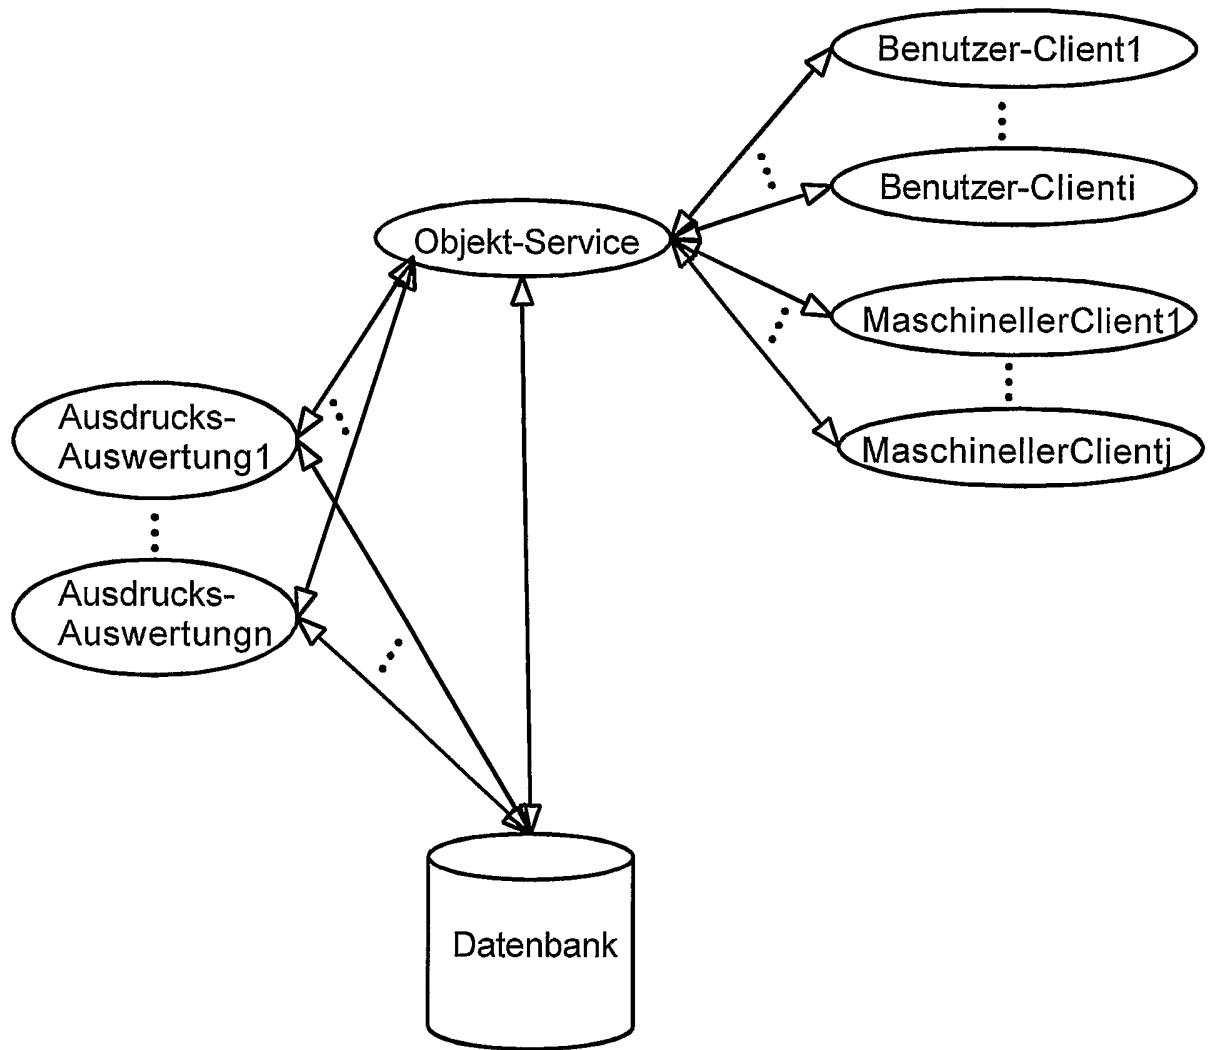 Benutzer-Client1
Benutzer-Clienti
Objekt-Service
MaschinellerClient1
MaschinellerClientj
Ausdrucks-
Auswertung1
Ausdrucks-
Auswertungn
Datenbank